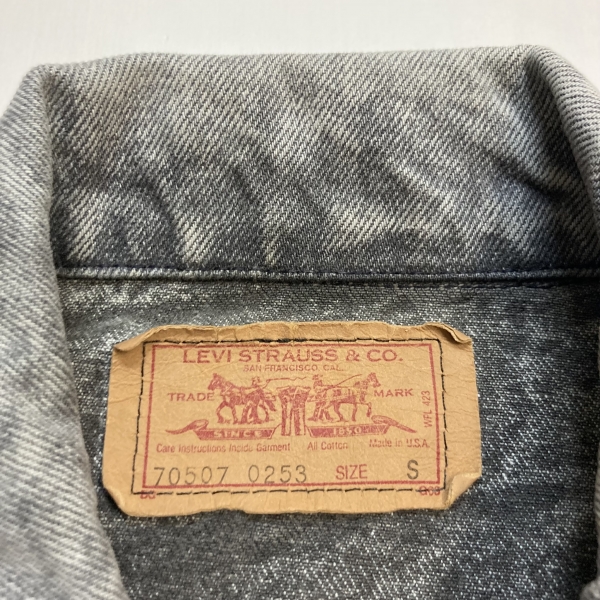 LEVI STRAUSS & CO.
SAN FRANCISCO, CAL.
TRADE MARK
WPL 423
SINCE 1850
Care Instructions Inside Garment All Cotton Made in U.S.A.
70507 0253 SIZE S